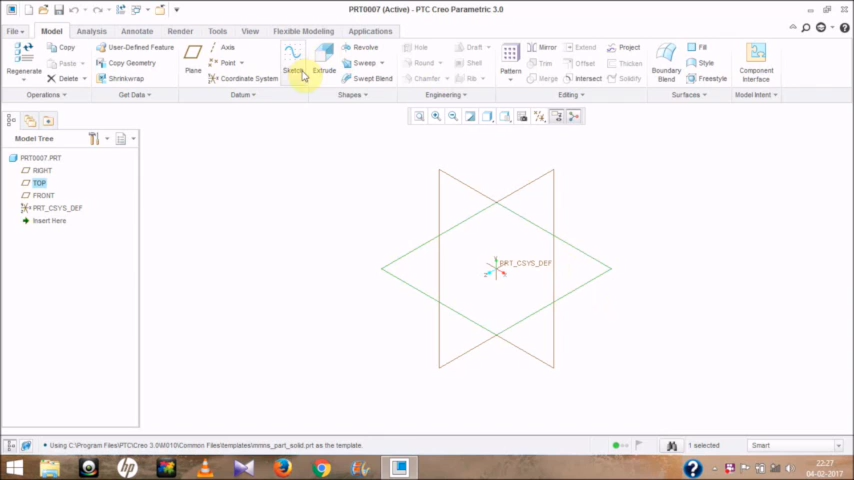 PRT0007 (Active) - PTC Creo Parametric 3.0
File Model Analysis Annotate Render Tools View Flexible Modeling Applications
Regenerate Copy Paste Delete User-Defined Feature Copy Geometry Shrinkwrap Plane Axis Point Coordinate System Sketch Extrude Revolve Sweep Swept Blend Hole Round Chamfer Draft Shell Rib Pattern Mirror Trim Merge Extend Offset Intersect Project Thicken Solidify Boundary Blend Fill Style Freestyle Component Interface
Operations Get Data Datum Shapes Engineering Editing Surfaces Model Intent
Model Tree
PRT0007.PRT
RIGHT
TOP
FRONT
PRT_CSYS_DEF
Insert Here
Y
PRT_CSYS_DEF
Z
Using C:\Program Files\PTC\Creo 3.0\M010\Common Files\templates\mmns_part_solid.prt as the template.
1 selected
Smart
hp
22:27
04-02-2017